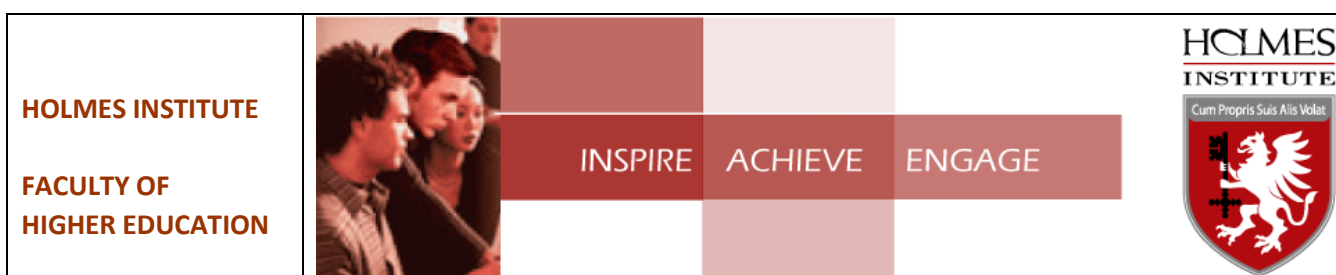 HOLMES INSTITUTE
FACULTY OF
HIGHER EDUCATION
INSPIRE ACHIEVE ENGAGE
HOLMES
INSTITUTE
Cum Propris Suis Alis Volat